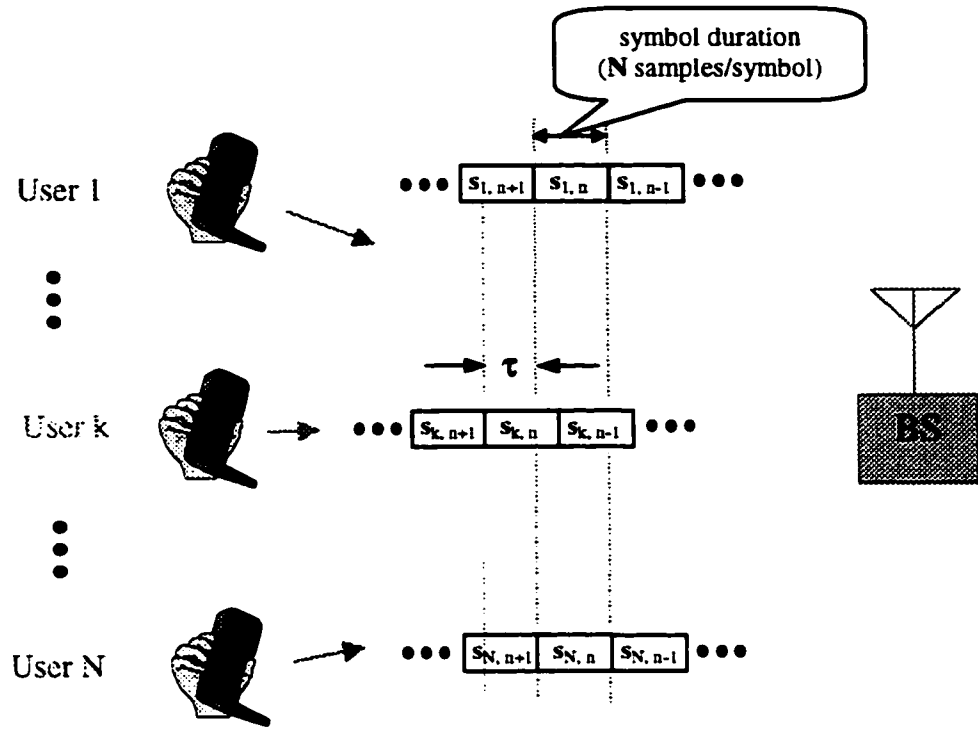 symbol duration
(N samples/symbol)
User 1
s1, n+1 s1, n s1, n-1
τ
User k
sk, n+1 sk, n sk, n-1
BS
User N
sN, n+1 sN, n sN, n-1